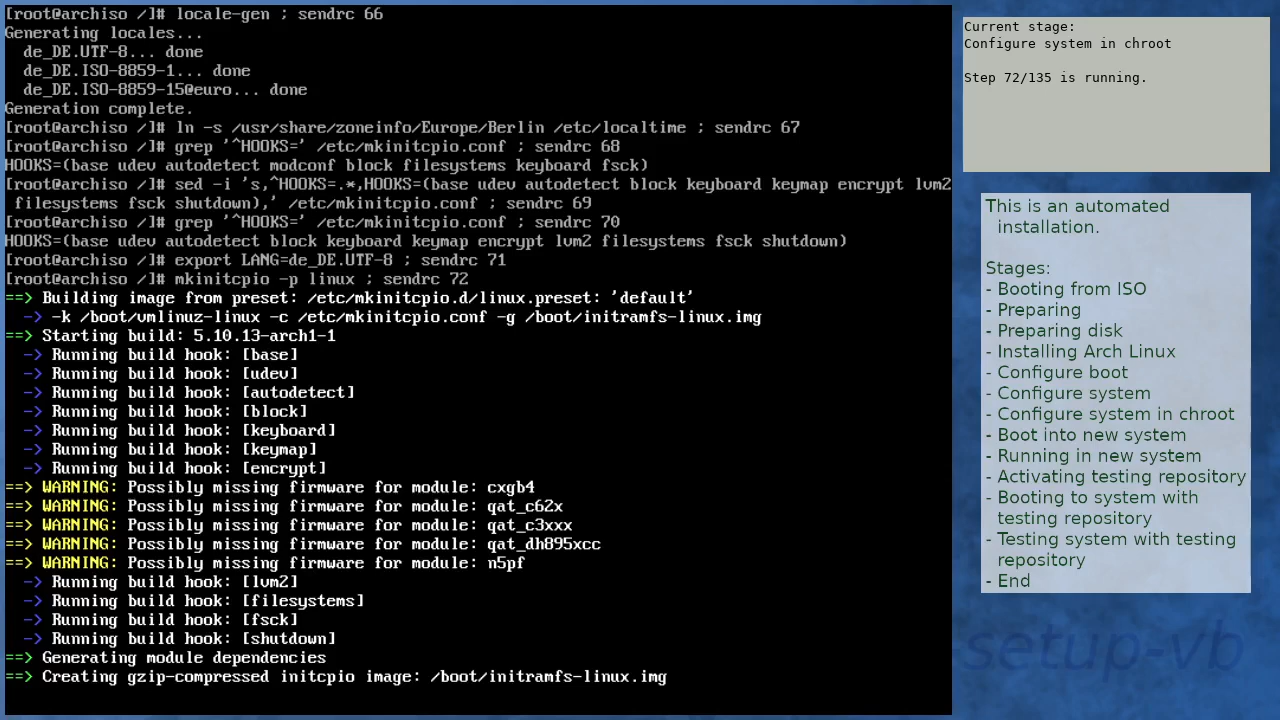 [root@archiso /]# locale-gen ; sendrc 66
Generating locales...
  de_DE.UTF-8... done
  de_DE.ISO-8859-1... done
  de_DE.ISO-8859-15@euro... done
Generation complete.
[root@archiso /]# ln -s /usr/share/zoneinfo/Europe/Berlin /etc/localtime ; sendrc 67
[root@archiso /]# grep '^HOOKS=' /etc/mkinitcpio.conf ; sendrc 68
HOOKS=(base udev autodetect modconf block filesystems keyboard fsck)
[root@archiso /]# sed -i 's,^HOOKS=.*,HOOKS=(base udev autodetect block keyboard keymap encrypt lvm2
 filesystems fsck shutdown),' /etc/mkinitcpio.conf ; sendrc 69
[root@archiso /]# grep '^HOOKS=' /etc/mkinitcpio.conf ; sendrc 70
HOOKS=(base udev autodetect block keyboard keymap encrypt lvm2 filesystems fsck shutdown)
[root@archiso /]# export LANG=de_DE.UTF-8 ; sendrc 71
[root@archiso /]# mkinitcpio -p linux ; sendrc 72
==> Building image from preset: /etc/mkinitcpio.d/linux.preset: 'default'
  -> -k /boot/vmlinuz-linux -c /etc/mkinitcpio.conf -g /boot/initramfs-linux.img
==> Starting build: 5.10.13-arch1-1
  -> Running build hook: [base]
  -> Running build hook: [udev]
  -> Running build hook: [autodetect]
  -> Running build hook: [block]
  -> Running build hook: [keyboard]
  -> Running build hook: [keymap]
  -> Running build hook: [encrypt]
==> WARNING: Possibly missing firmware for module: cxgb4
==> WARNING: Possibly missing firmware for module: qat_c62x
==> WARNING: Possibly missing firmware for module: qat_c3xxx
==> WARNING: Possibly missing firmware for module: qat_dh895xcc
==> WARNING: Possibly missing firmware for module: n5pf
  -> Running build hook: [lvm2]
  -> Running build hook: [filesystems]
  -> Running build hook: [fsck]
  -> Running build hook: [shutdown]
==> Generating module dependencies
==> Creating gzip-compressed initcpio image: /boot/initramfs-linux.img
Current stage:
Configure system in chroot
Step 72/135 is running.
This is an automated
installation.
Stages:
- Booting from ISO
- Preparing
- Preparing disk
- Installing Arch Linux
- Configure boot
- Configure system
- Configure system in chroot
- Boot into new system
- Running in new system
- Activating testing repository
- Booting to system with
testing repository
- Testing system with testing
repository
- End
-setup-vb